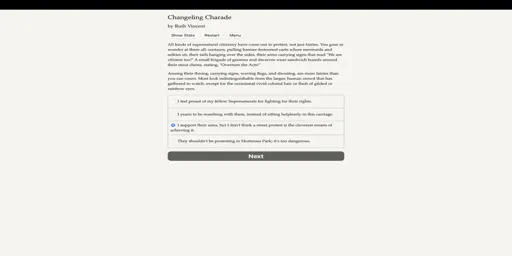 Changeling Charade
by Ruth Vincent
Show Stats Restart Menu
All kinds of supernatural citizenry have come out to protest, not just fairies. You gaze in
wonder at them all: centaurs, pulling barrister-festooned carts where mermaids and
selkies sit, their tails hanging over the sides, their arms carrying signs that read "We are
citizens too!" A small brigade of gnomes and dwarves wear sandwich boards around
their stout chests, stating, "Overturn the Acts!"
Among their throng, carrying signs, waving flags, and shouting, are more fairies than
you can count. Most look indistinguishable from the larger, human crowd that has
gathered to watch, except for the occasional vivid colored hair or flash of gilded or
rainbow eyes.
I feel proud of my fellow Supernaturals for fighting for their rights.
I yearn to be marching with them, instead of sitting helplessly in this carriage.
I support their aims, but I don't think a street protest is the cleverest means of
achieving it.
They shouldn't be protesting in Montrosa Park; it's too dangerous.
Next